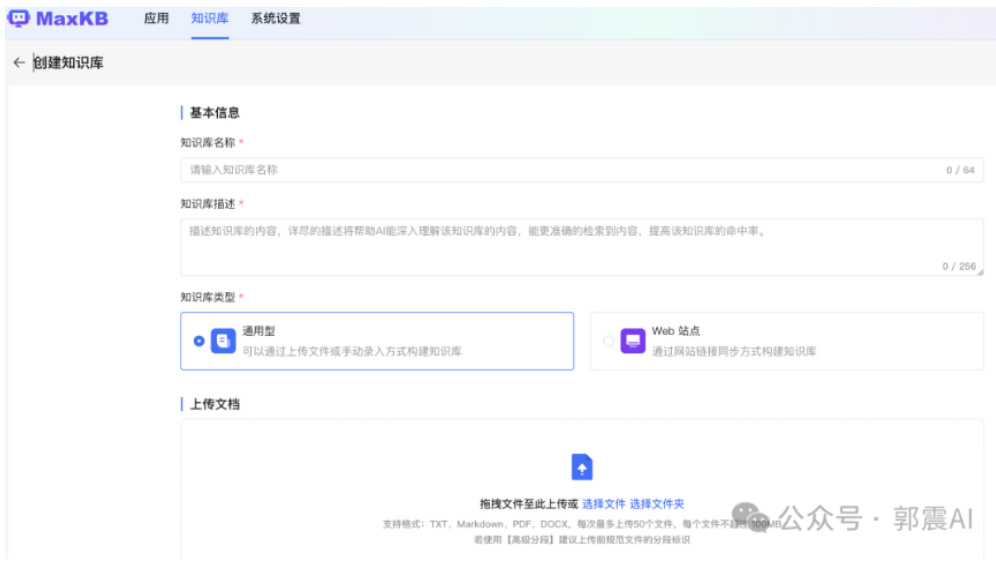 MaxKB 应用 知识库 系统设置
← 创建知识库
基本信息
知识库名称 *
请输入知识库名称 0 / 64
知识库描述 *
描述知识库的内容，详尽的描述将帮助AI能深入理解该知识库的内容，能更准确的检索到内容，提高该知识库的命中率。
0 / 256
知识库类型 *
通用型
可以通过上传文件或手动录入方式构建知识库
Web 站点
通过网站链接同步方式构建知识库
上传文档
拖拽文件至此上传或 选择文件 选择文件夹
支持格式：TXT、Markdown、PDF、DOCX，每次最多上传50个文件，每个文件不超过 100MB
若使用【高级分段】建议上传前规范文件的分段标识
公众号 · 郭震AI